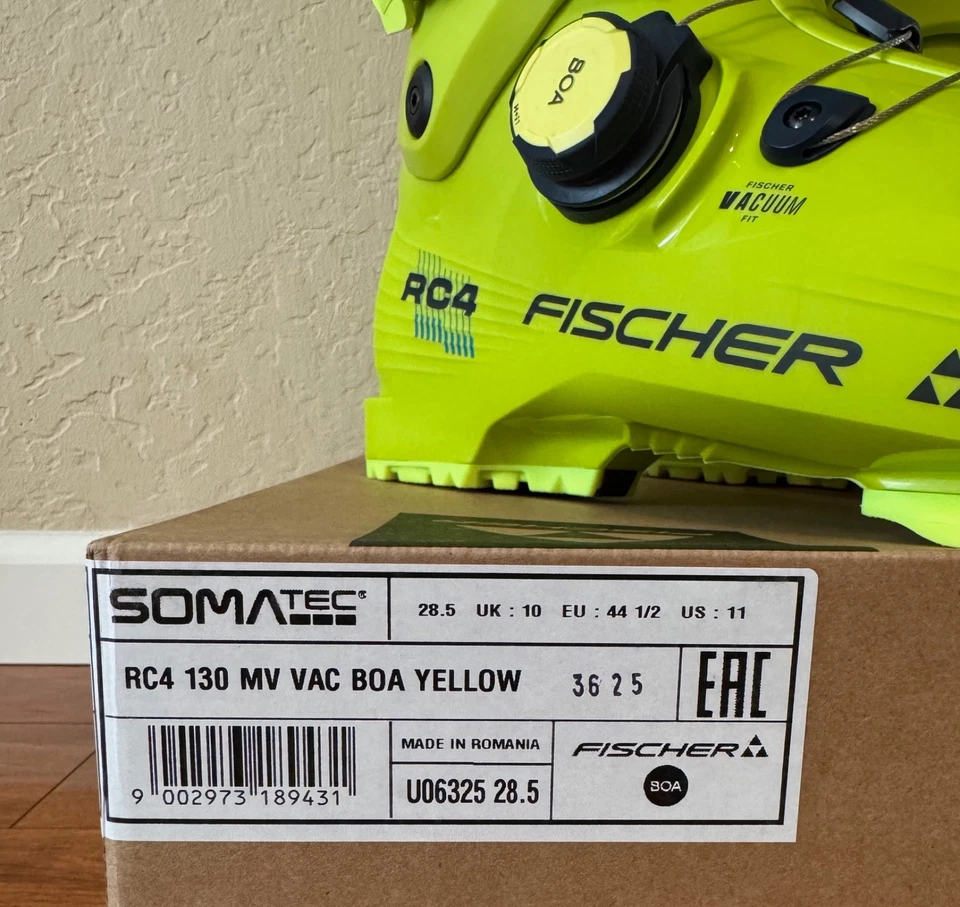 BOA
FISCHER
VACUUM
FIT
RC4
FISCHER
SOMATEC®
28.5 UK : 10 EU : 44 1/2 US : 11
RC4 130 MV VAC BOA YELLOW 3625
EAC
MADE IN ROMANIA
U06325 28.5
FISCHER
BOA
9 002973 189431